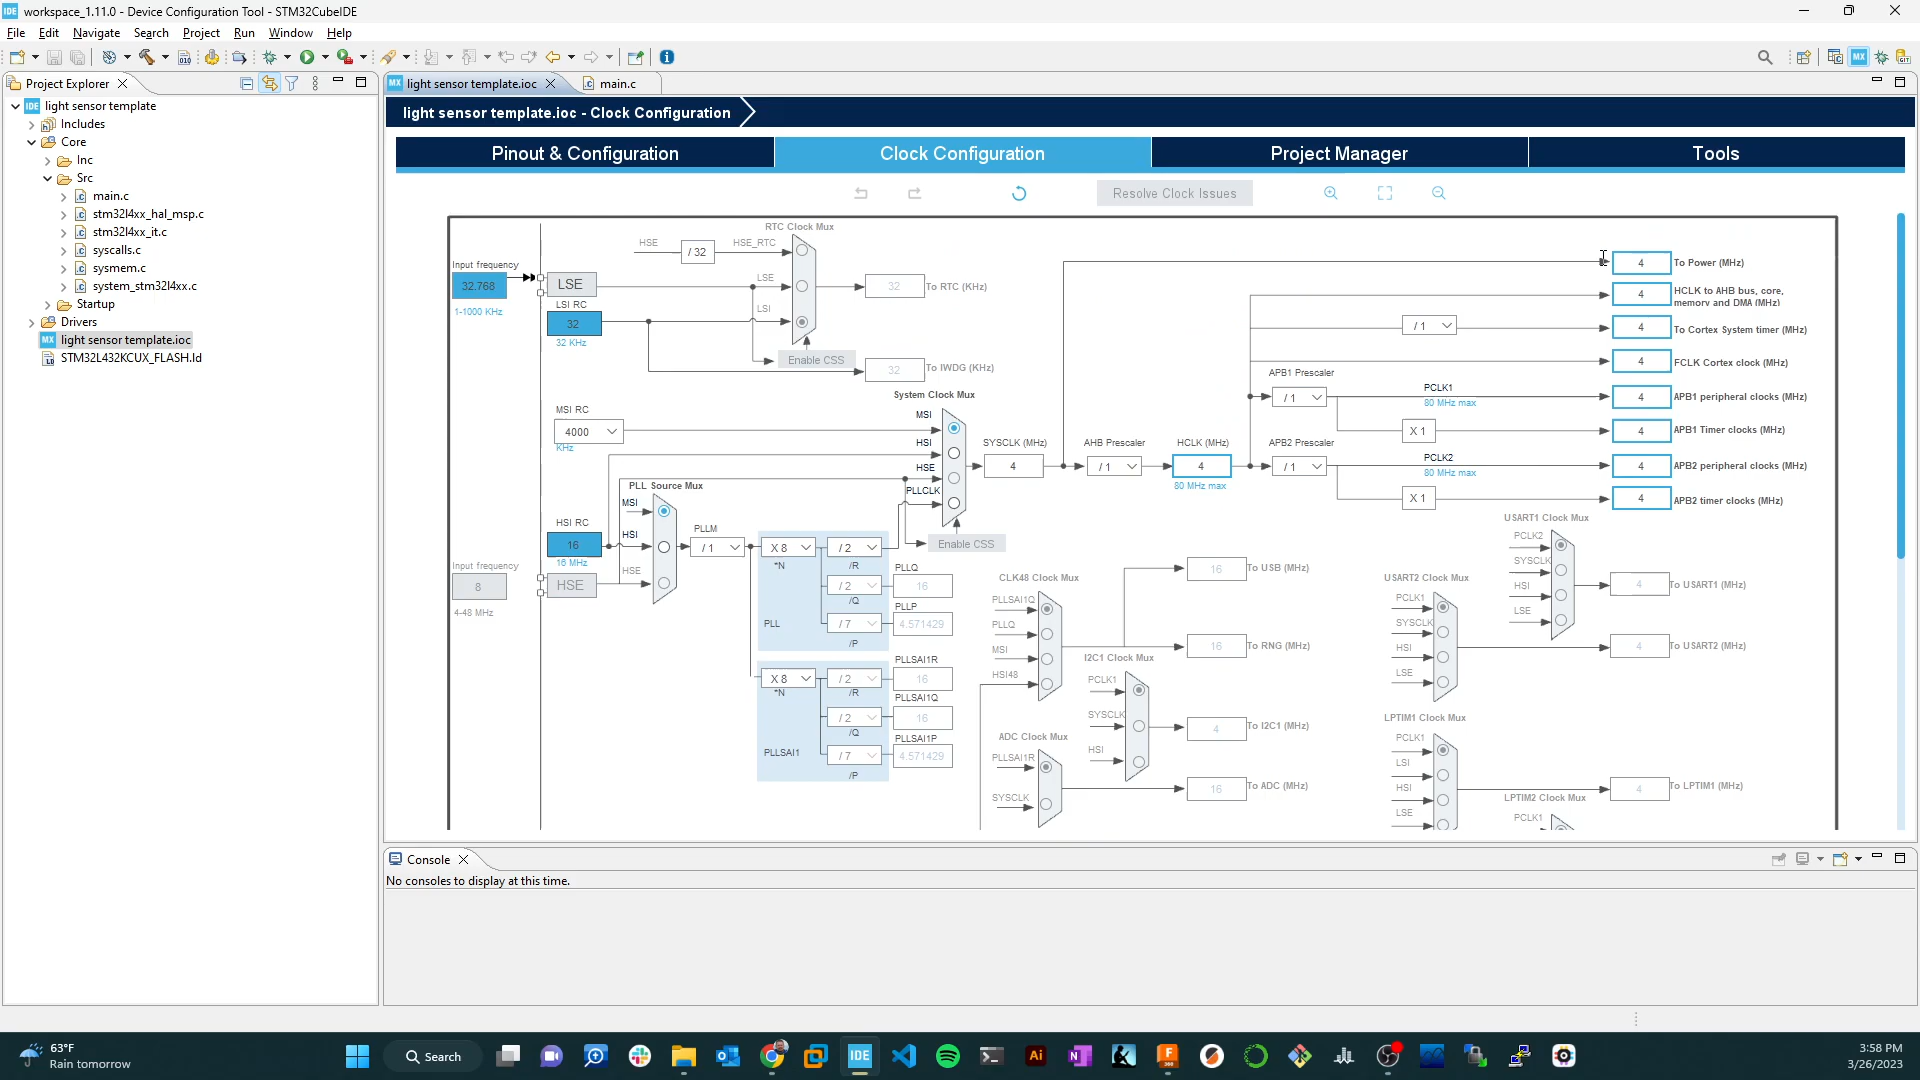 workspace_1.11.0 - Device Configuration Tool - STM32CubeIDE
File Edit Navigate Search Project Run Window Help
Project Explorer
light sensor template
Includes
Core
Inc
Src
main.c
stm32l4xx_hal_msp.c
stm32l4xx_it.c
syscalls.c
sysmem.c
system_stm32l4xx.c
Startup
Drivers
light sensor template.ioc
STM32L432KCUX_FLASH.ld
light sensor template.ioc main.c
light sensor template.ioc - Clock Configuration
Pinout & Configuration Clock Configuration Project Manager Tools
Resolve Clock Issues
RTC Clock Mux
HSE / 32 HSE_RTC
Input frequency
32.768
1-1000 KHz
LSE
LSE
LSI RC
32
32 KHz
LSI
32 To RTC (KHz)
Enable CSS
32 To IWDG (KHz)
4 To Power (MHz)
4 HCLK to AHB bus, core,
memory and DMA (MHz)
/ 1 4 To Cortex System timer (MHz)
4 FCLK Cortex clock (MHz)
APB1 Prescaler
/ 1 PCLK1
80 MHz max
4 APB1 peripheral clocks (MHz)
X 1 4 APB1 Timer clocks (MHz)
System Clock Mux
MSI RC
4000
KHz
MSI
HSI
HSE
PLLCLK
SYSCLK (MHz)
4
AHB Prescaler
/ 1
HCLK (MHz)
4
80 MHz max
APB2 Prescaler
/ 1
PCLK2
80 MHz max
4 APB2 peripheral clocks (MHz)
X 1 4 APB2 timer clocks (MHz)
Enable CSS
PLL Source Mux
MSI
HSI RC
16
16 MHz
HSI
HSE
Input frequency
8
4-48 MHz
HSE
PLLM
/ 1
X 8
*N
/ 2
/R
/ 2
/Q
/ 7
/P
PLL
PLLQ
16
PLLP
4.571429
X 8
*N
/ 2
/R
/ 2
/Q
/ 7
/P
PLLSAI1
PLLSAI1R
16
PLLSAI1Q
16
PLLSAI1P
4.571429
CLK48 Clock Mux
PLLSAI1Q
PLLQ
MSI
HSI48
16 To USB (MHz)
16 To RNG (MHz)
I2C1 Clock Mux
PCLK1
SYSCLK
HSI
4 To I2C1 (MHz)
ADC Clock Mux
PLLSAI1R
SYSCLK
16 To ADC (MHz)
USART1 Clock Mux
PCLK2
SYSCLK
HSI
LSE
4 To USART1 (MHz)
USART2 Clock Mux
PCLK1
SYSCLK
HSI
LSE
4 To USART2 (MHz)
LPTIM1 Clock Mux
PCLK1
LSI
HSI
LSE
4 To LPTIM1 (MHz)
LPTIM2 Clock Mux
PCLK1
Console
No consoles to display at this time.
63°F
Rain tomorrow
Search
3:58 PM
3/26/2023